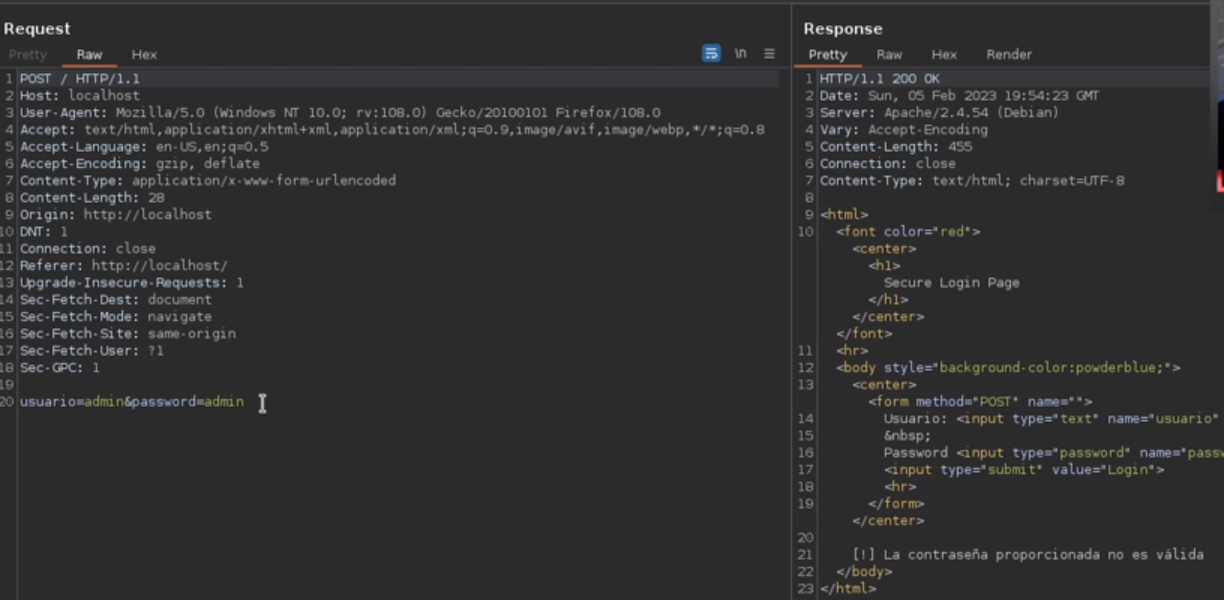 Request
Pretty Raw Hex
\n
1 POST / HTTP/1.1
2 Host: localhost
3 User-Agent: Mozilla/5.0 (Windows NT 10.0; rv:108.0) Gecko/20100101 Firefox/108.0
4 Accept: text/html,application/xhtml+xml,application/xml;q=0.9,image/avif,image/webp,*/*;q=0.8
5 Accept-Language: en-US,en;q=0.5
6 Accept-Encoding: gzip, deflate
7 Content-Type: application/x-www-form-urlencoded
8 Content-Length: 28
9 Origin: http://localhost
10 DNT: 1
11 Connection: close
12 Referer: http://localhost/
13 Upgrade-Insecure-Requests: 1
14 Sec-Fetch-Dest: document
15 Sec-Fetch-Mode: navigate
16 Sec-Fetch-Site: same-origin
17 Sec-Fetch-User: ?1
18 Sec-GPC: 1
19
20 usuario=admin&password=admin
Response
Pretty Raw Hex Render
1 HTTP/1.1 200 OK
2 Date: Sun, 05 Feb 2023 19:54:23 GMT
3 Server: Apache/2.4.54 (Debian)
4 Vary: Accept-Encoding
5 Content-Length: 455
6 Connection: close
7 Content-Type: text/html; charset=UTF-8
8
9 <html>
10 <font color="red">
<center>
<h1>
Secure Login Page
</h1>
</center>
</font>
11 <hr>
12 <body style="background-color:powderblue;">
13 <center>
<form method="POST" name="">
14 Usuario: <input type="text" name="usuario"
15 &nbsp;
16 Password <input type="password" name="passw
17 <input type="submit" value="Login">
18 <hr>
19 </form>
</center>
20
21 [!] La contraseña proporcionada no es válida
22 </body>
23 </html>